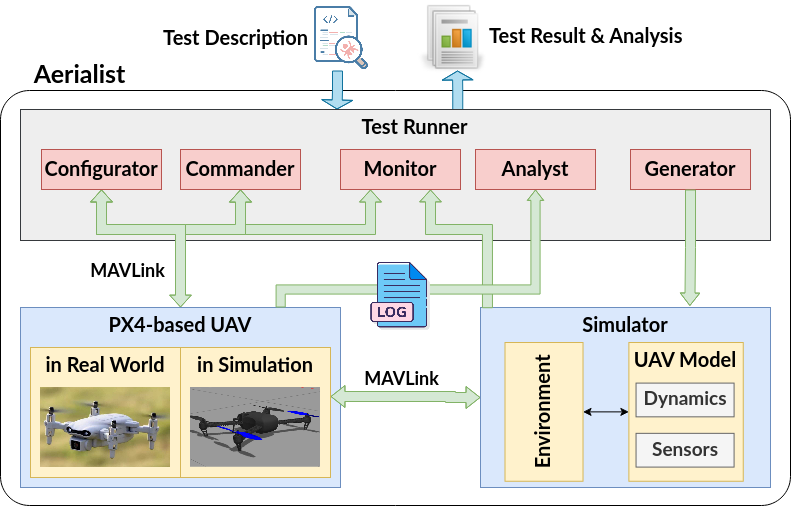 Test Description
Test Result & Analysis
Aerialist
Test Runner
Configurator
Commander
Monitor
Analyst
Generator
MAVLink
LOG
PX4-based UAV
in Real World
in Simulation
MAVLink
Simulator
Environment
UAV Model
Dynamics
Sensors